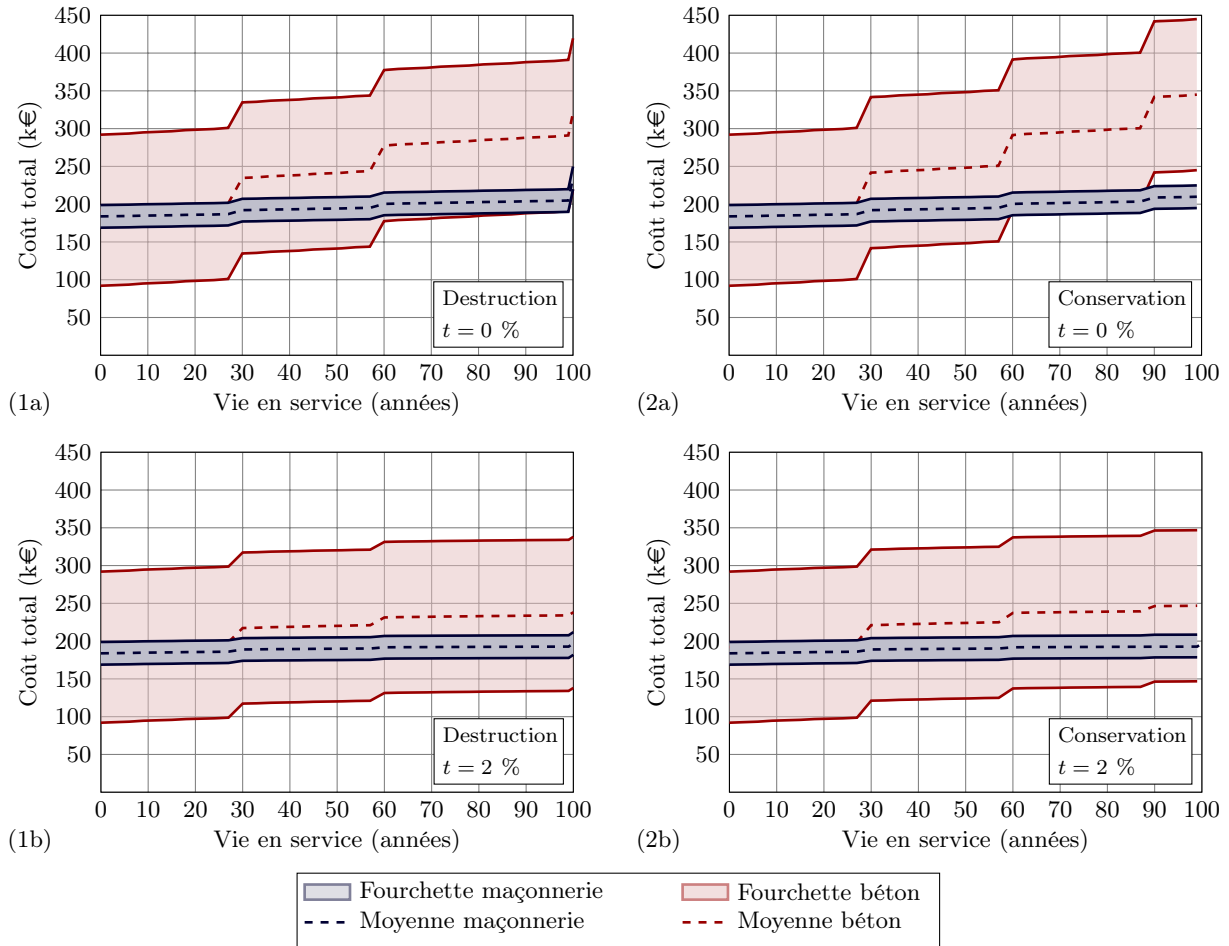 450
400
350
300
250
200
150
100
50
Coût total (k€)
0 10 20 30 40 50 60 70 80 90 100
Vie en service (années)
Destruction
t = 0 %
(1a)
450
400
350
300
250
200
150
100
50
Coût total (k€)
0 10 20 30 40 50 60 70 80 90 100
Vie en service (années)
Conservation
t = 0 %
(2a)
450
400
350
300
250
200
150
100
50
Coût total (k€)
0 10 20 30 40 50 60 70 80 90 100
Vie en service (années)
Destruction
t = 2 %
(1b)
450
400
350
300
250
200
150
100
50
Coût total (k€)
0 10 20 30 40 50 60 70 80 90 100
Vie en service (années)
Conservation
t = 2 %
(2b)
Fourchette maçonnerie
Fourchette béton
Moyenne maçonnerie
Moyenne béton